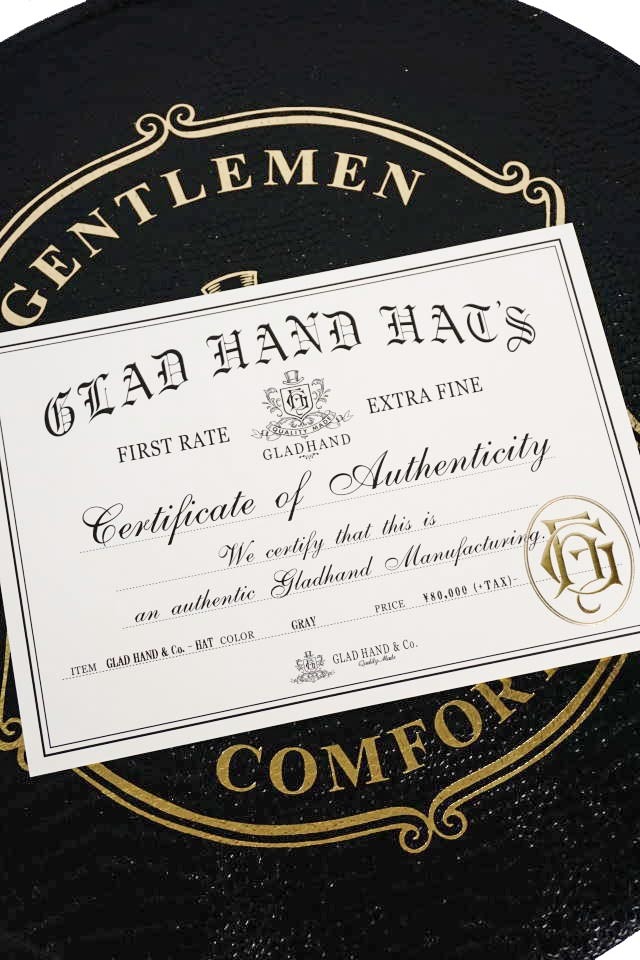 GENTLEMEN
GLAD HAND HAT'S
FIRST RATE
QUALITY MADE
GLADHAND
EXTRA FINE
Certificate of Authenticity
We certify that this is
an authentic Gladhand Manufacturing.
ITEM GLAD HAND & Co. - HAT COLOR GRAY PRICE ¥80,000 (+TAX)-
GLAD HAND & Co.
Quality Made
COMFORT